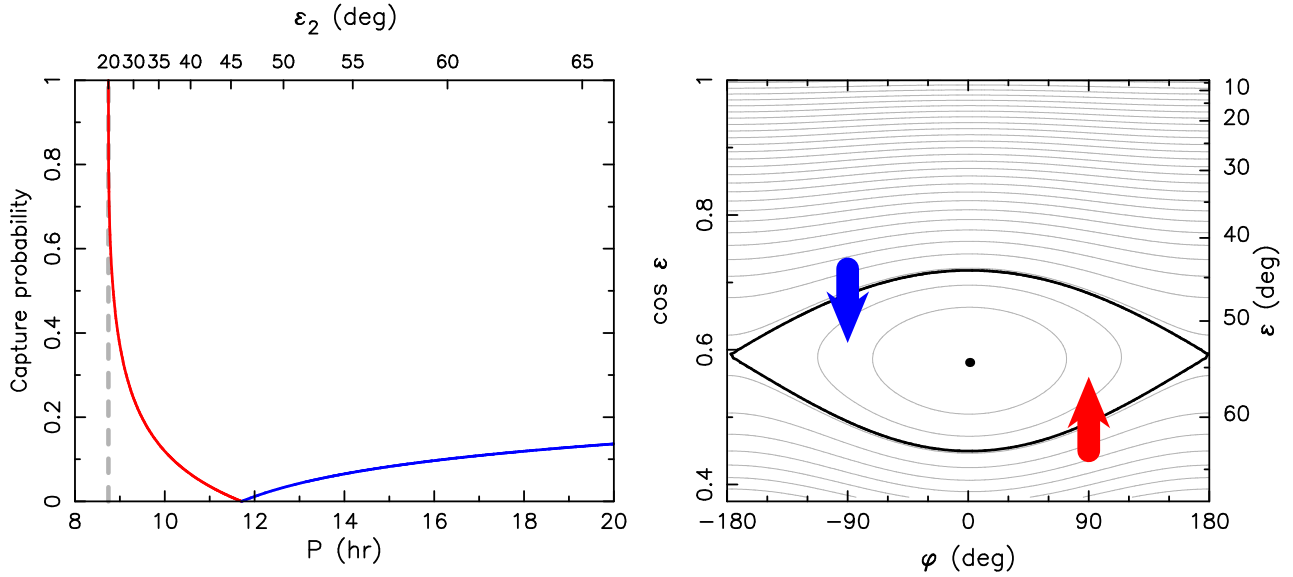 ε₂ (deg)
20 30 35 40 45 50 55 60 65
Capture probability
0 0.2 0.4 0.6 0.8 1
8 10 12 14 16 18 20
P (hr)
cos ε
0.4 0.6 0.8 1
10
20
30
40
50
60
ε (deg)
−180 −90 0 90 180
φ (deg)